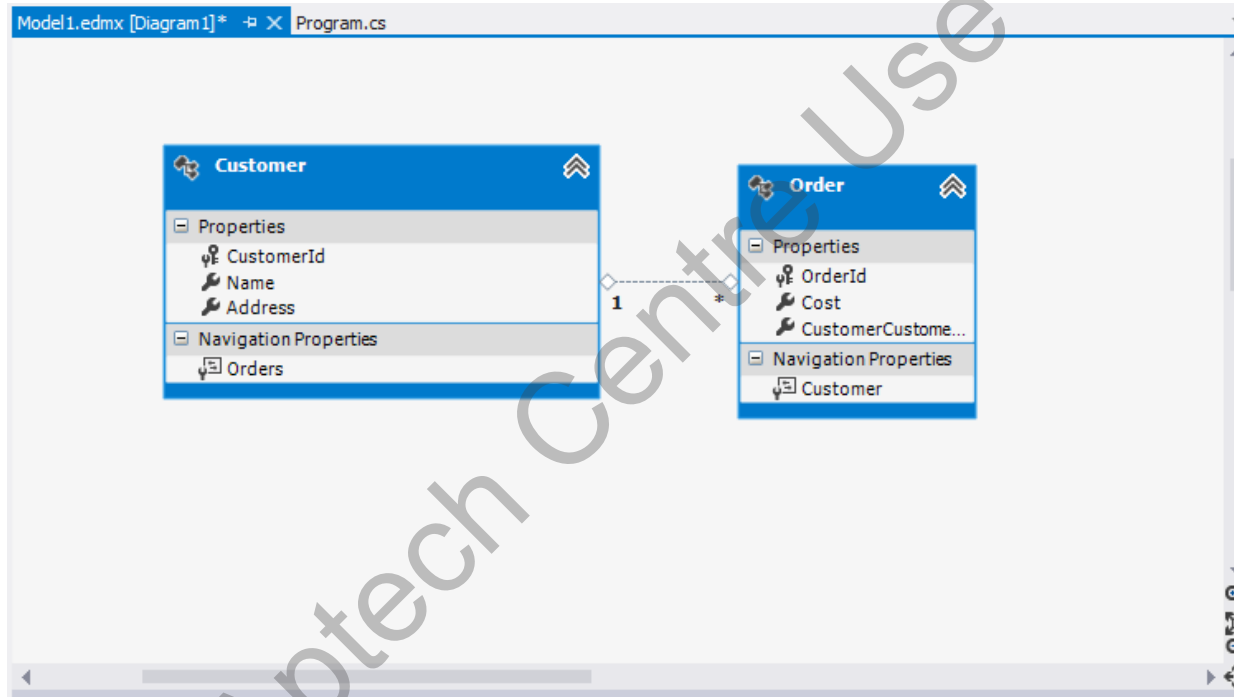 Model1.edmx [Diagram1]*
Program.cs
Customer
Properties
CustomerId
Name
Address
Navigation Properties
Orders
1
*
Order
Properties
OrderId
Cost
CustomerCustome...
Navigation Properties
Customer
Aptech Centre Use